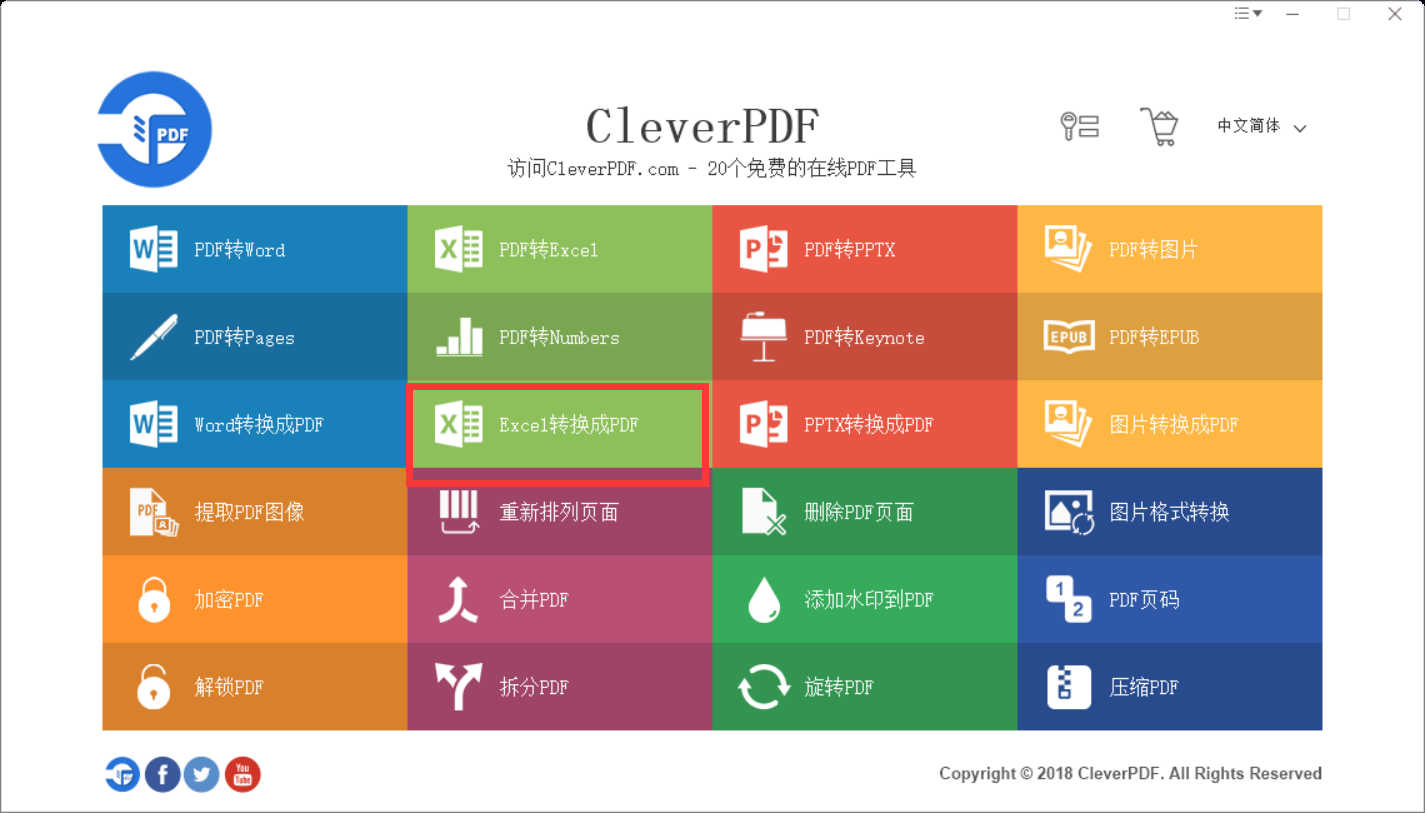 PDF
CleverPDF
中文简体
访问CleverPDF.com - 20个免费的在线PDF工具
W PDF转Word
X PDF转Excel
P PDF转PPTX
PDF转图片
PDF转Pages
PDF转Numbers
PDF转Keynote
EPUB PDF转EPUB
W Word转换成PDF
X Excel转换成PDF
P PPTX转换成PDF
图片转换成PDF
PDF 提取PDF图像
重新排列页面
删除PDF页面
图片格式转换
加密PDF
合并PDF
添加水印到PDF
1 2 PDF页码
解锁PDF
拆分PDF
旋转PDF
压缩PDF
f
You
Tube
Copyright © 2018 CleverPDF. All Rights Reserved